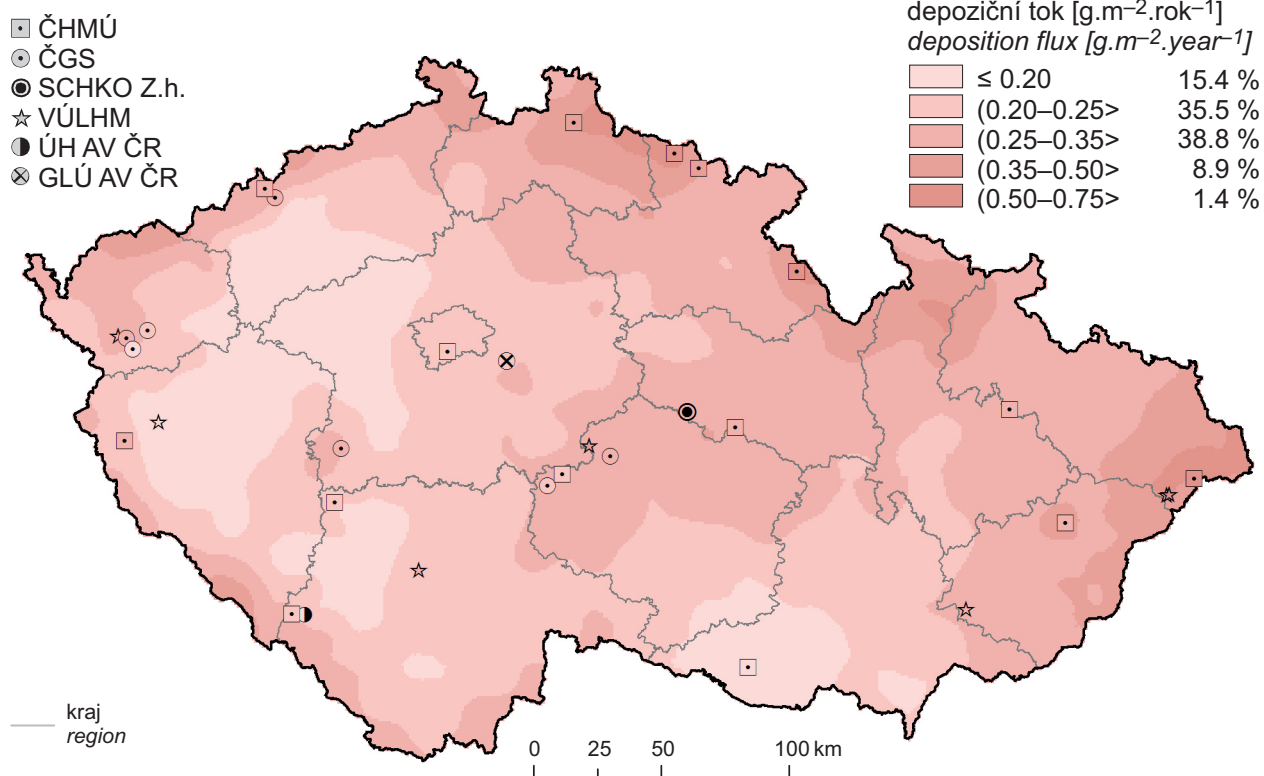 ČHMÚ
ČGS
SCHKO Z.h.
VÚLHM
ÚH AV ČR
GLÚ AV ČR
depoziční tok [g.m–2.rok–1]
deposition flux [g.m–2.year–1]
≤ 0.20 15.4 %
(0.20–0.25> 35.5 %
(0.25–0.35> 38.8 %
(0.35–0.50> 8.9 %
(0.50–0.75> 1.4 %
kraj
region
0 25 50 100 km